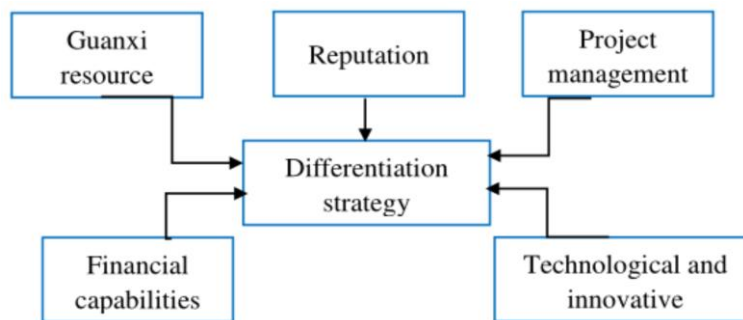 Guanxi
resource
Reputation
Project
management
Differentiation
strategy
Financial
capabilities
Technological and
innovative